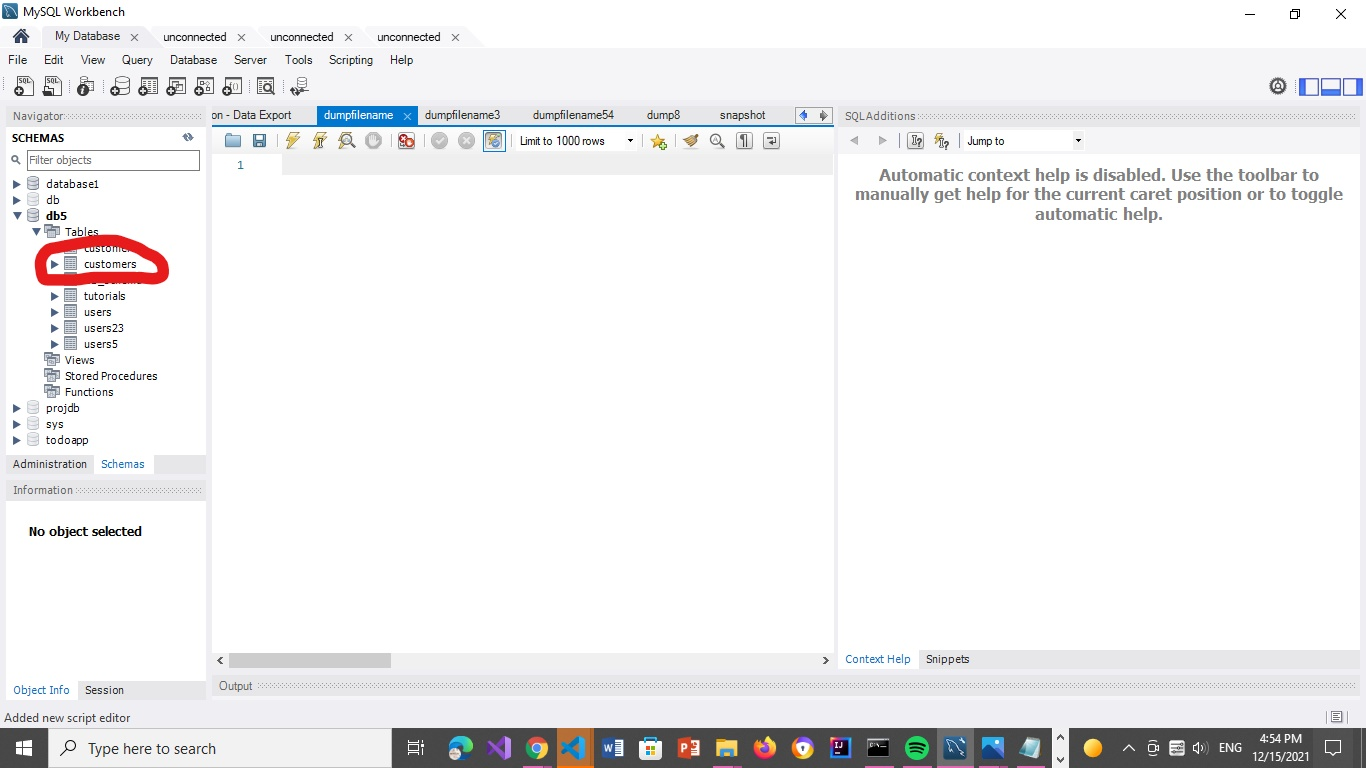 MySQL Workbench
My Database
unconnected
unconnected
unconnected
File Edit View Query Database Server Tools Scripting Help
Navigator
SCHEMAS
Filter objects
database1
db
db5
Tables
customers
tutorials
users
users23
users5
Views
Stored Procedures
Functions
projdb
sys
todoapp
Administration Schemas
Information
No object selected
Object Info Session
on - Data Export dumpfilename dumpfilename3 dumpfilename54 dump8 snapshot
Limit to 1000 rows
1
Output
SQL Additions
Jump to
Automatic context help is disabled. Use the toolbar to
manually get help for the current caret position or to toggle
automatic help.
Context Help Snippets
Added new script editor
Type here to search
ENG
4:54 PM
12/15/2021